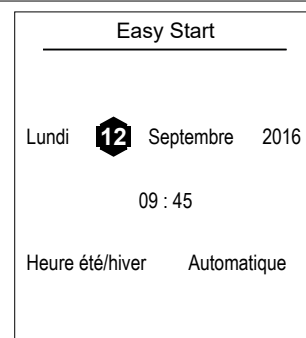 Easy Start
Lundi 12 Septembre 2016
09 : 45
Heure été/hiver Automatique